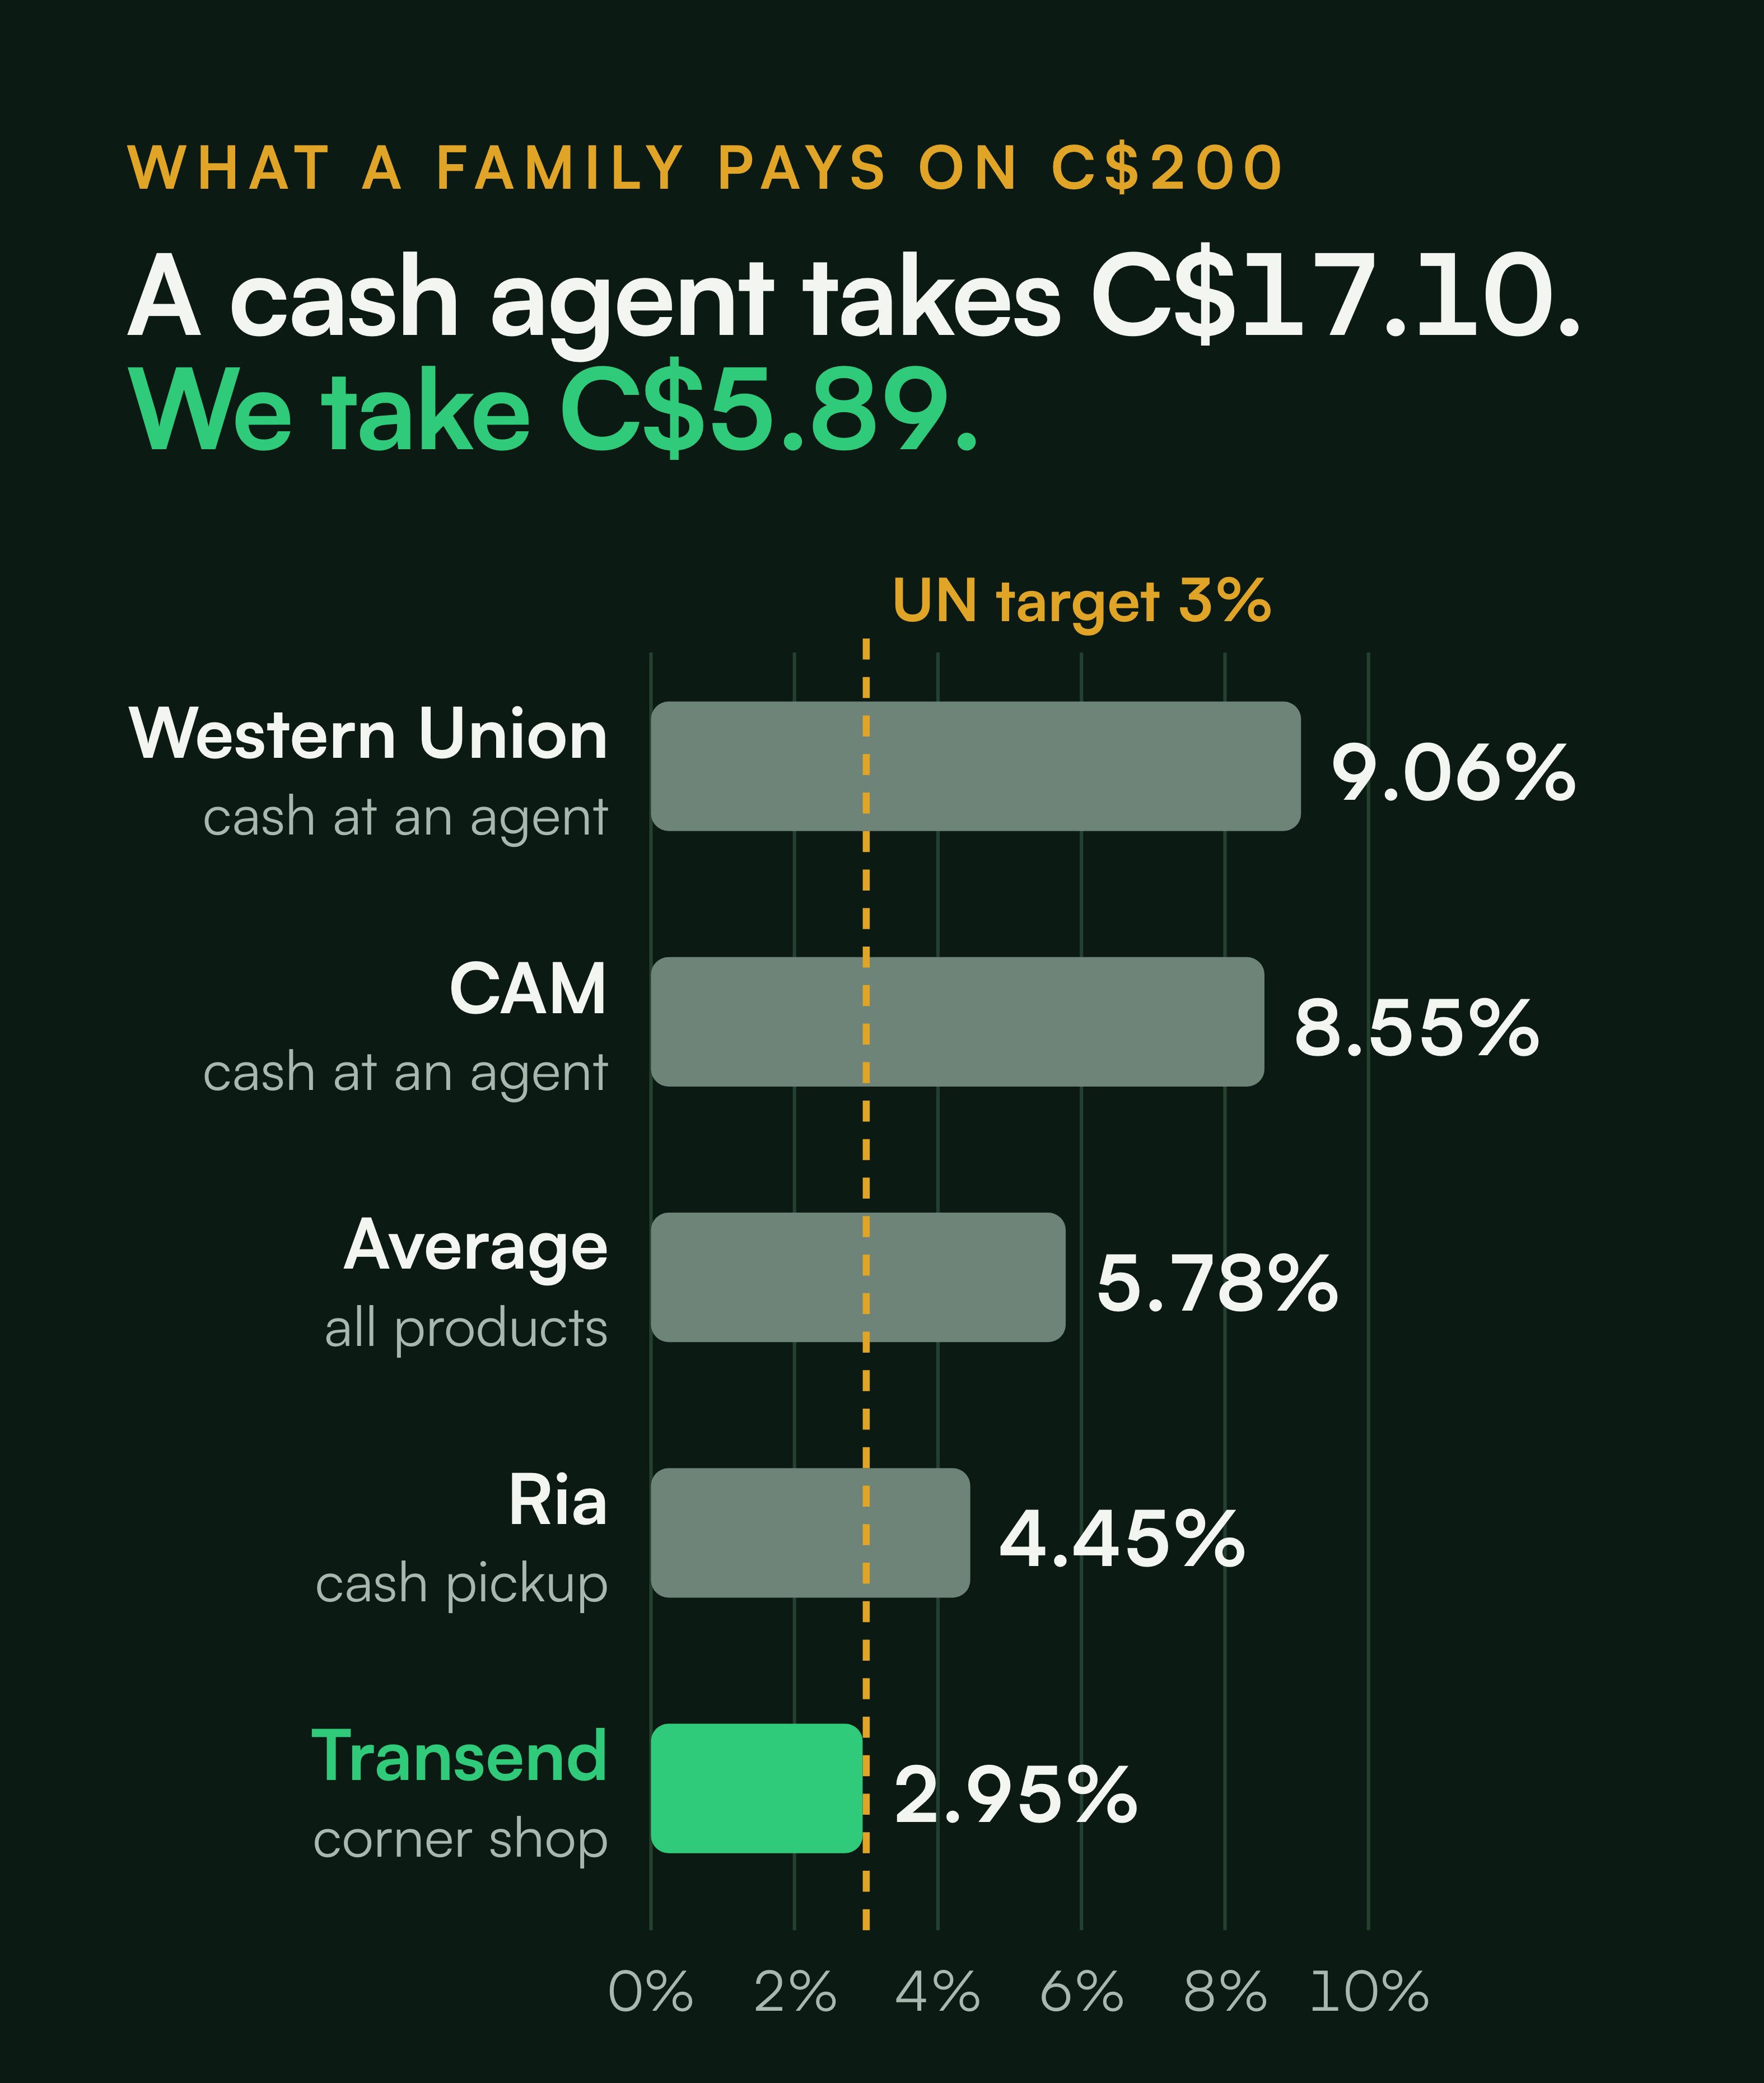 WHAT A FAMILY PAYS ON C$200
A cash agent takes C$17.10.
We take C$5.89.
UN target 3%
Western Union
cash at an agent
9.06%
CAM
cash at an agent
8.55%
Average
all products
5.78%
Ria
cash pickup
4.45%
Transend
corner shop
2.95%
0% 2% 4% 6% 8% 10%